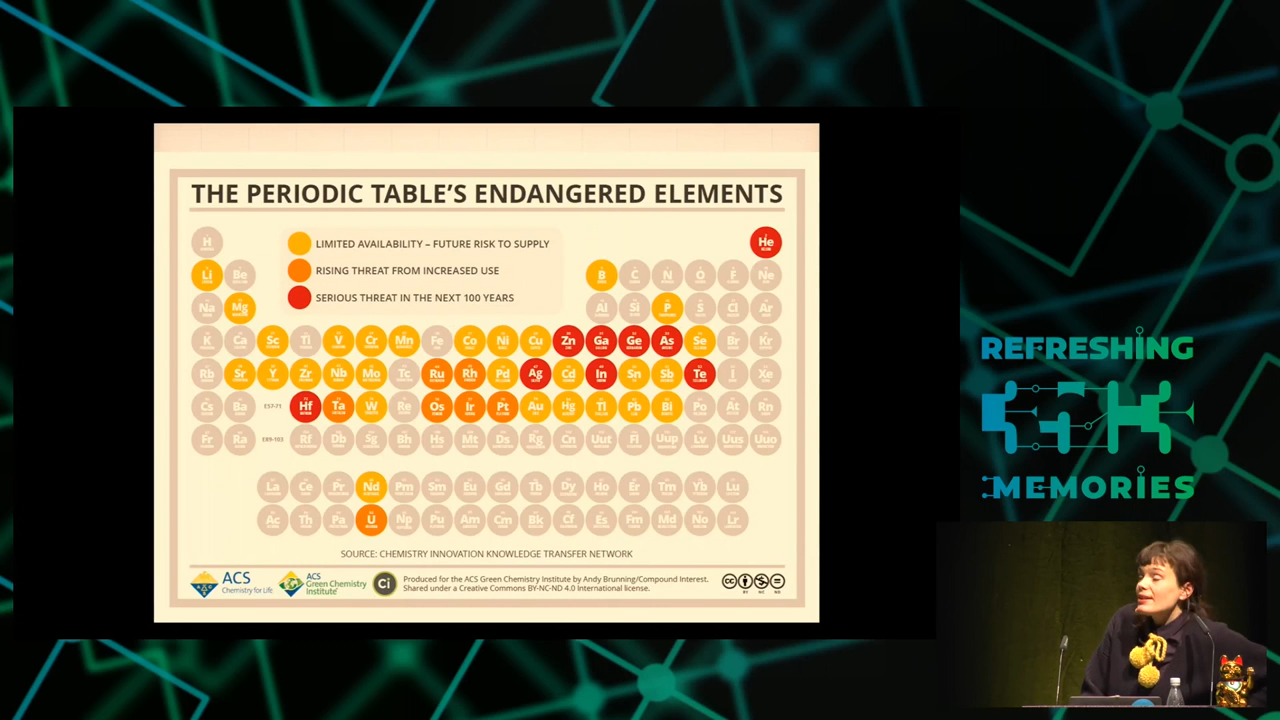 THE PERIODIC TABLE'S ENDANGERED ELEMENTS
LIMITED AVAILABILITY – FUTURE RISK TO SUPPLY
RISING THREAT FROM INCREASED USE
SERIOUS THREAT IN THE NEXT 100 YEARS
H He
Li Be B C N O F Ne
Na Mg Al Si P S Cl Ar
K Ca Sc Ti V Cr Mn Fe Co Ni Cu Zn Ga Ge As Se Br Kr
Rb Sr Y Zr Nb Mo Tc Ru Rh Pd Ag Cd In Sn Sb Te I Xe
Cs Ba E57-71 Hf Ta W Re Os Ir Pt Au Hg Tl Pb Bi Po At Rn
Fr Ra E89-103 Rf Db Sg Bh Hs Mt Ds Rg Cn Uut Fl Uup Lv Uus Uuo
La Ce Pr Nd Pm Sm Eu Gd Tb Dy Ho Er Tm Yb Lu
Ac Th Pa U Np Pu Am Cm Bk Cf Es Fm Md No Lr
SOURCE: CHEMISTRY INNOVATION KNOWLEDGE TRANSFER NETWORK
ACS
Chemistry for Life
ACS
Green Chemistry
Institute
Ci
Produced for the ACS Green Chemistry Institute by Andy Brunning/Compound Interest.
Shared under a Creative Commons BY-NC-ND 4.0 International license.
CC
BY NC ND
REFRESHING
MEMORIES